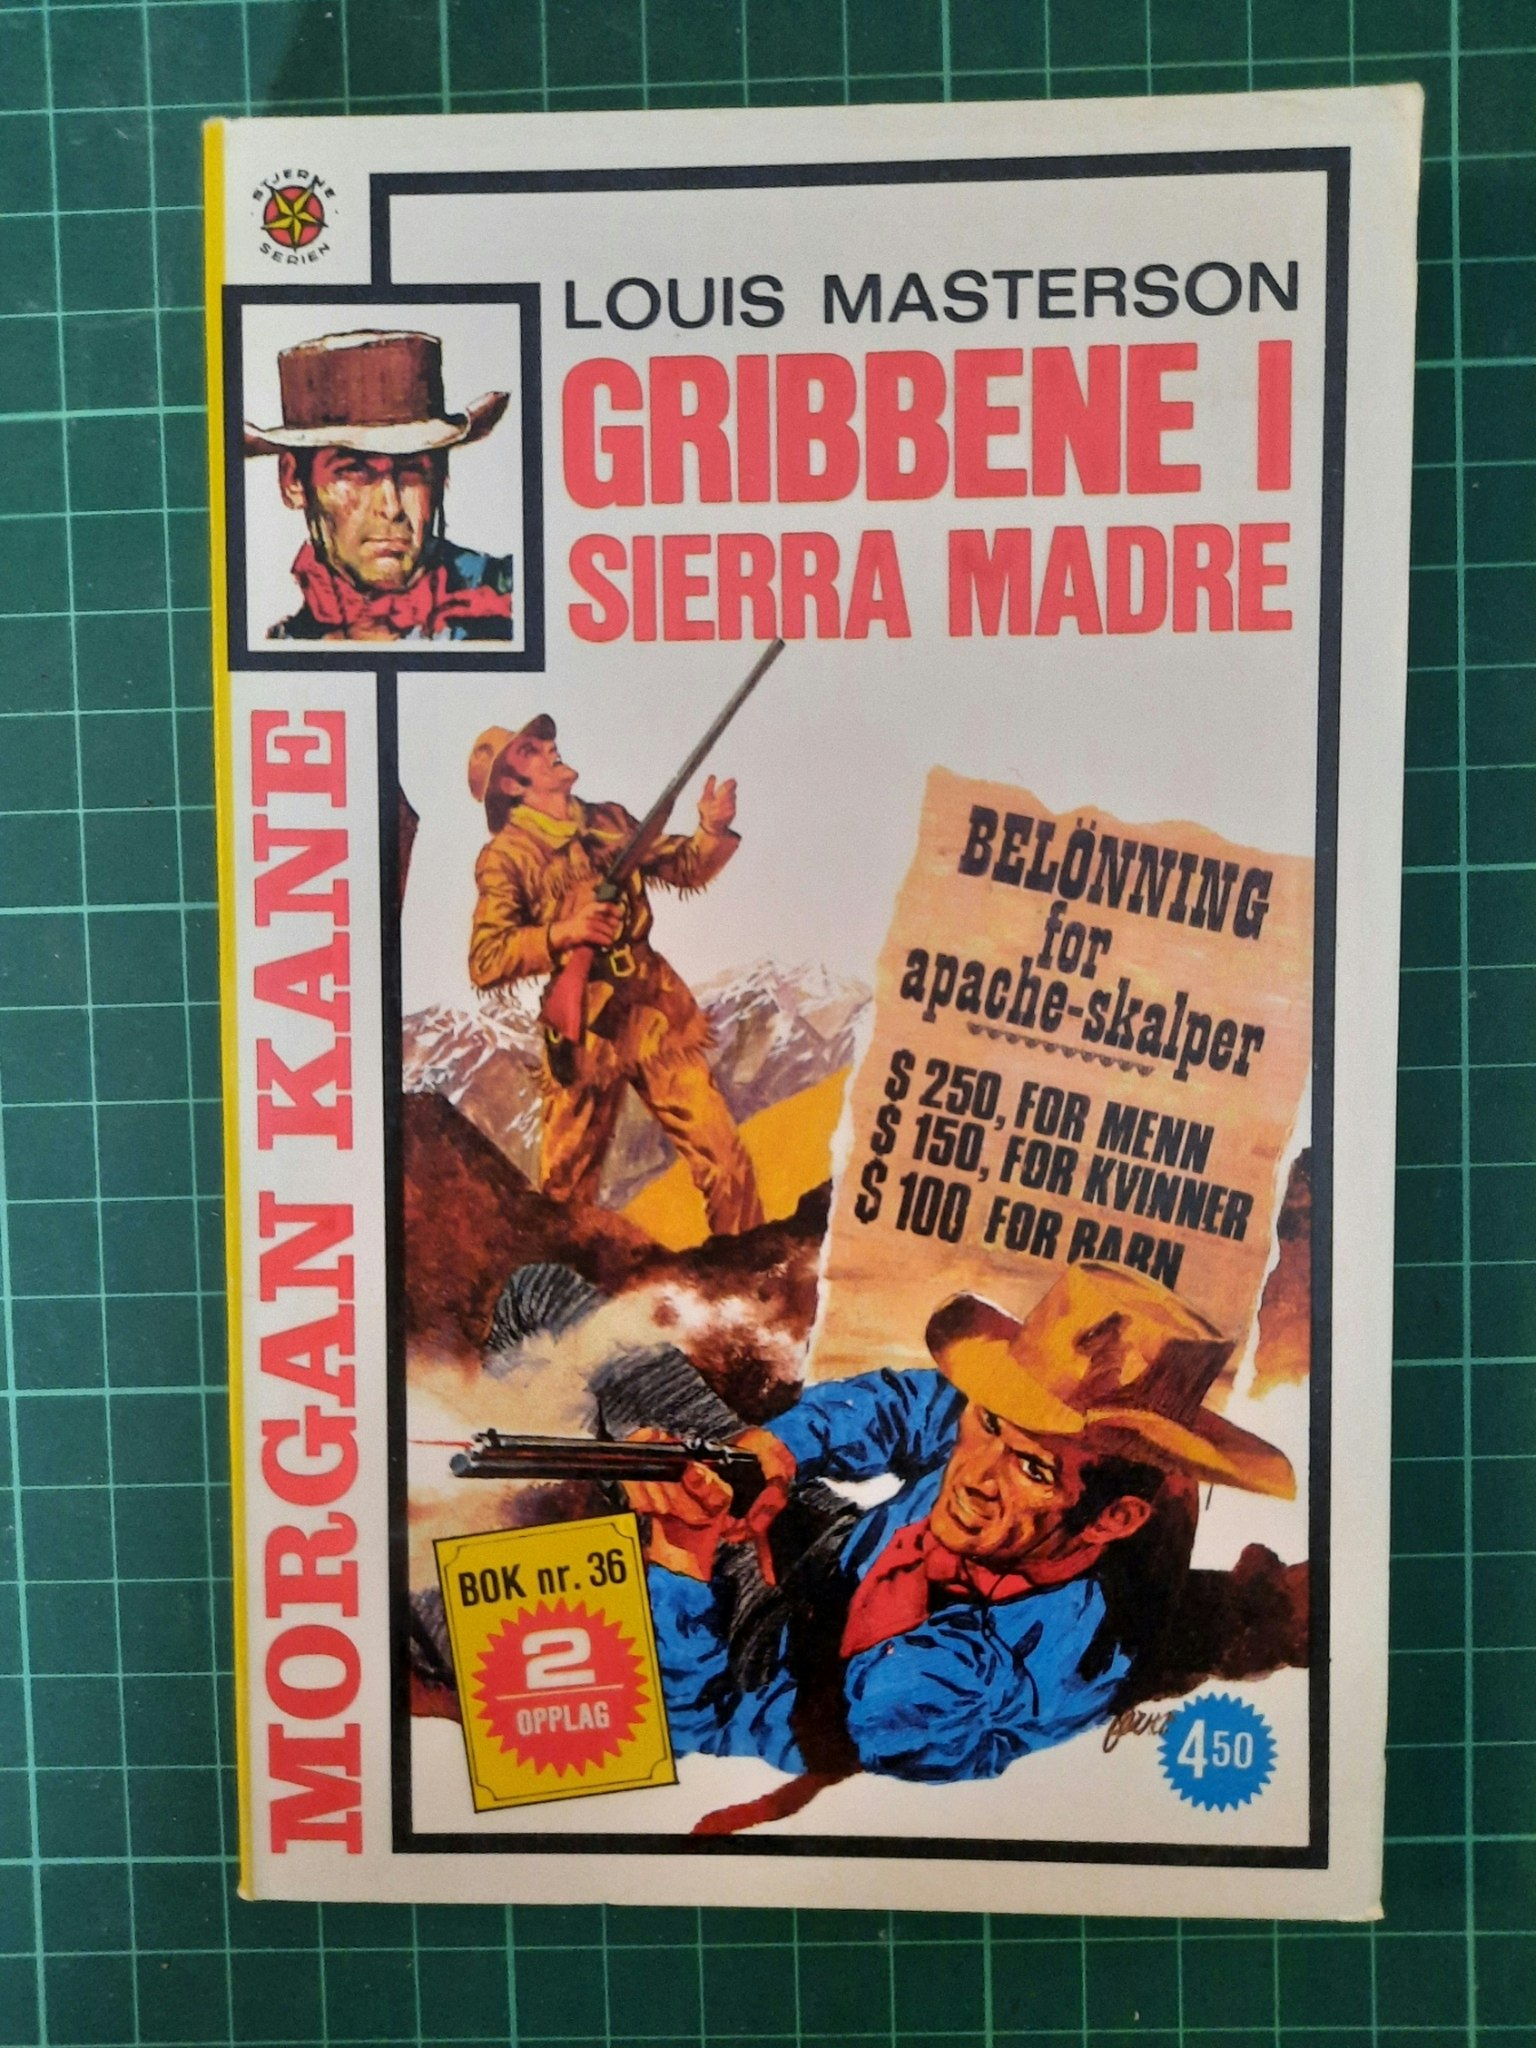 STJERNE
SERIEN
LOUIS MASTERSON
GRIBBENE I
SIERRA MADRE
MORGAN KANE
BELÖNNING
for
apache-skalper
$ 250, FOR MENN
$ 150, FOR KVINNER
$ 100 FOR BARN
BOK nr. 36
2
OPPLAG
4 50